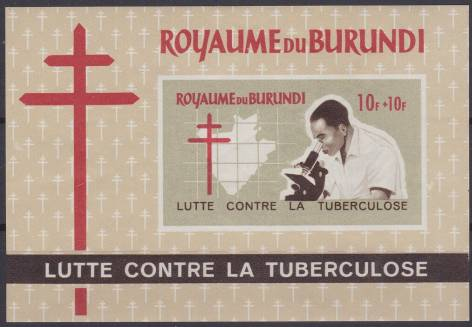 ROYAUME DU BURUNDI
ROYAUME DU BURUNDI
10F+10F
LUTTE CONTRE LA TUBERCULOSE
LUTTE CONTRE LA TUBERCULOSE